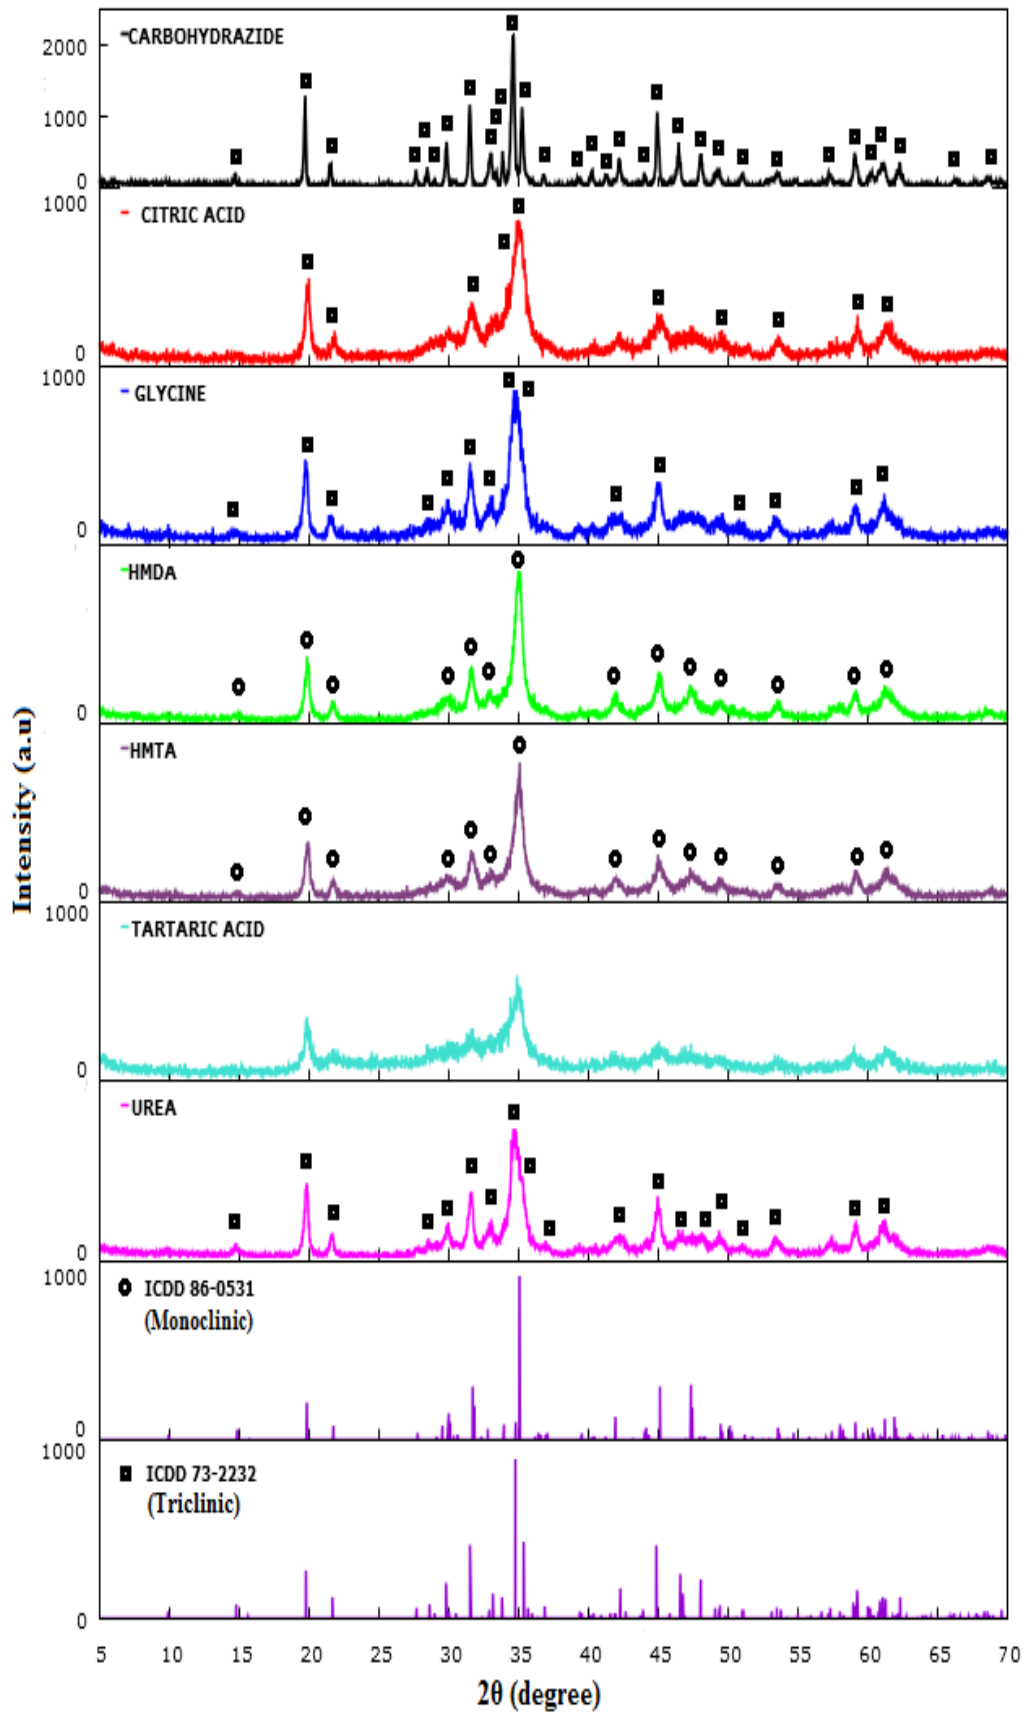 2000
CARBOHYDRAZIDE
1000
0
1000
CITRIC ACID
0
1000
GLYCINE
0
HMDA
0
HMTA
0
1000
TARTARIC ACID
0
UREA
0
1000
ICDD 86-0531
(Monoclinic)
0
1000
ICDD 73-2232
(Triclinic)
0
Intensity (a.u)
5 10 15 20 25 30 35 40 45 50 55 60 65 70
2θ (degree)